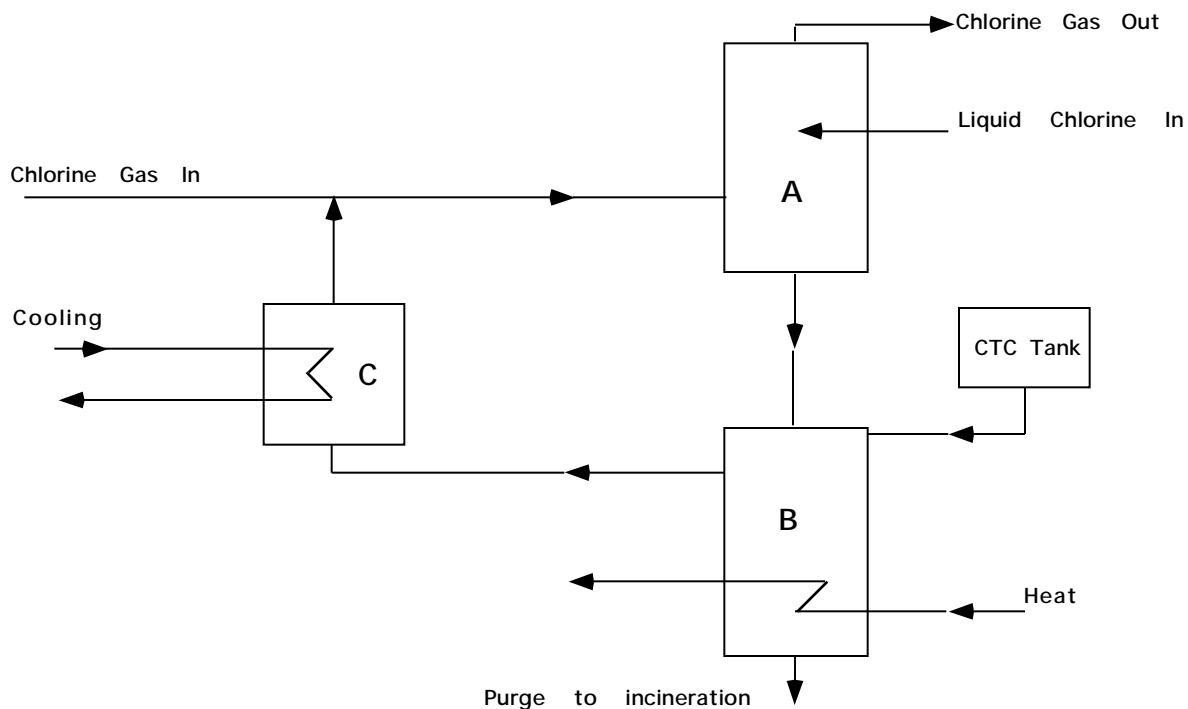 Chlorine Gas Out
Liquid Chlorine In
Chlorine Gas In
A
Cooling
C
CTC Tank
B
Heat
Purge to incineration